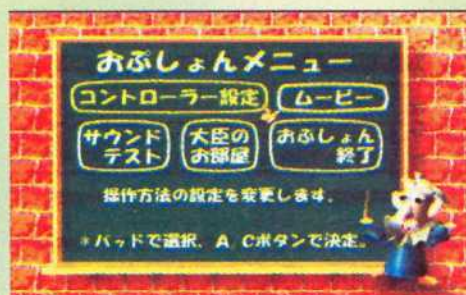 おぷしょんメニュー
コントローラー設定 ムービー
サウンド
テスト
大臣の
お部屋
おぷしょん
終了
操作方法の設定を変更します。
*パッドで選択、A/Cボタンで決定。